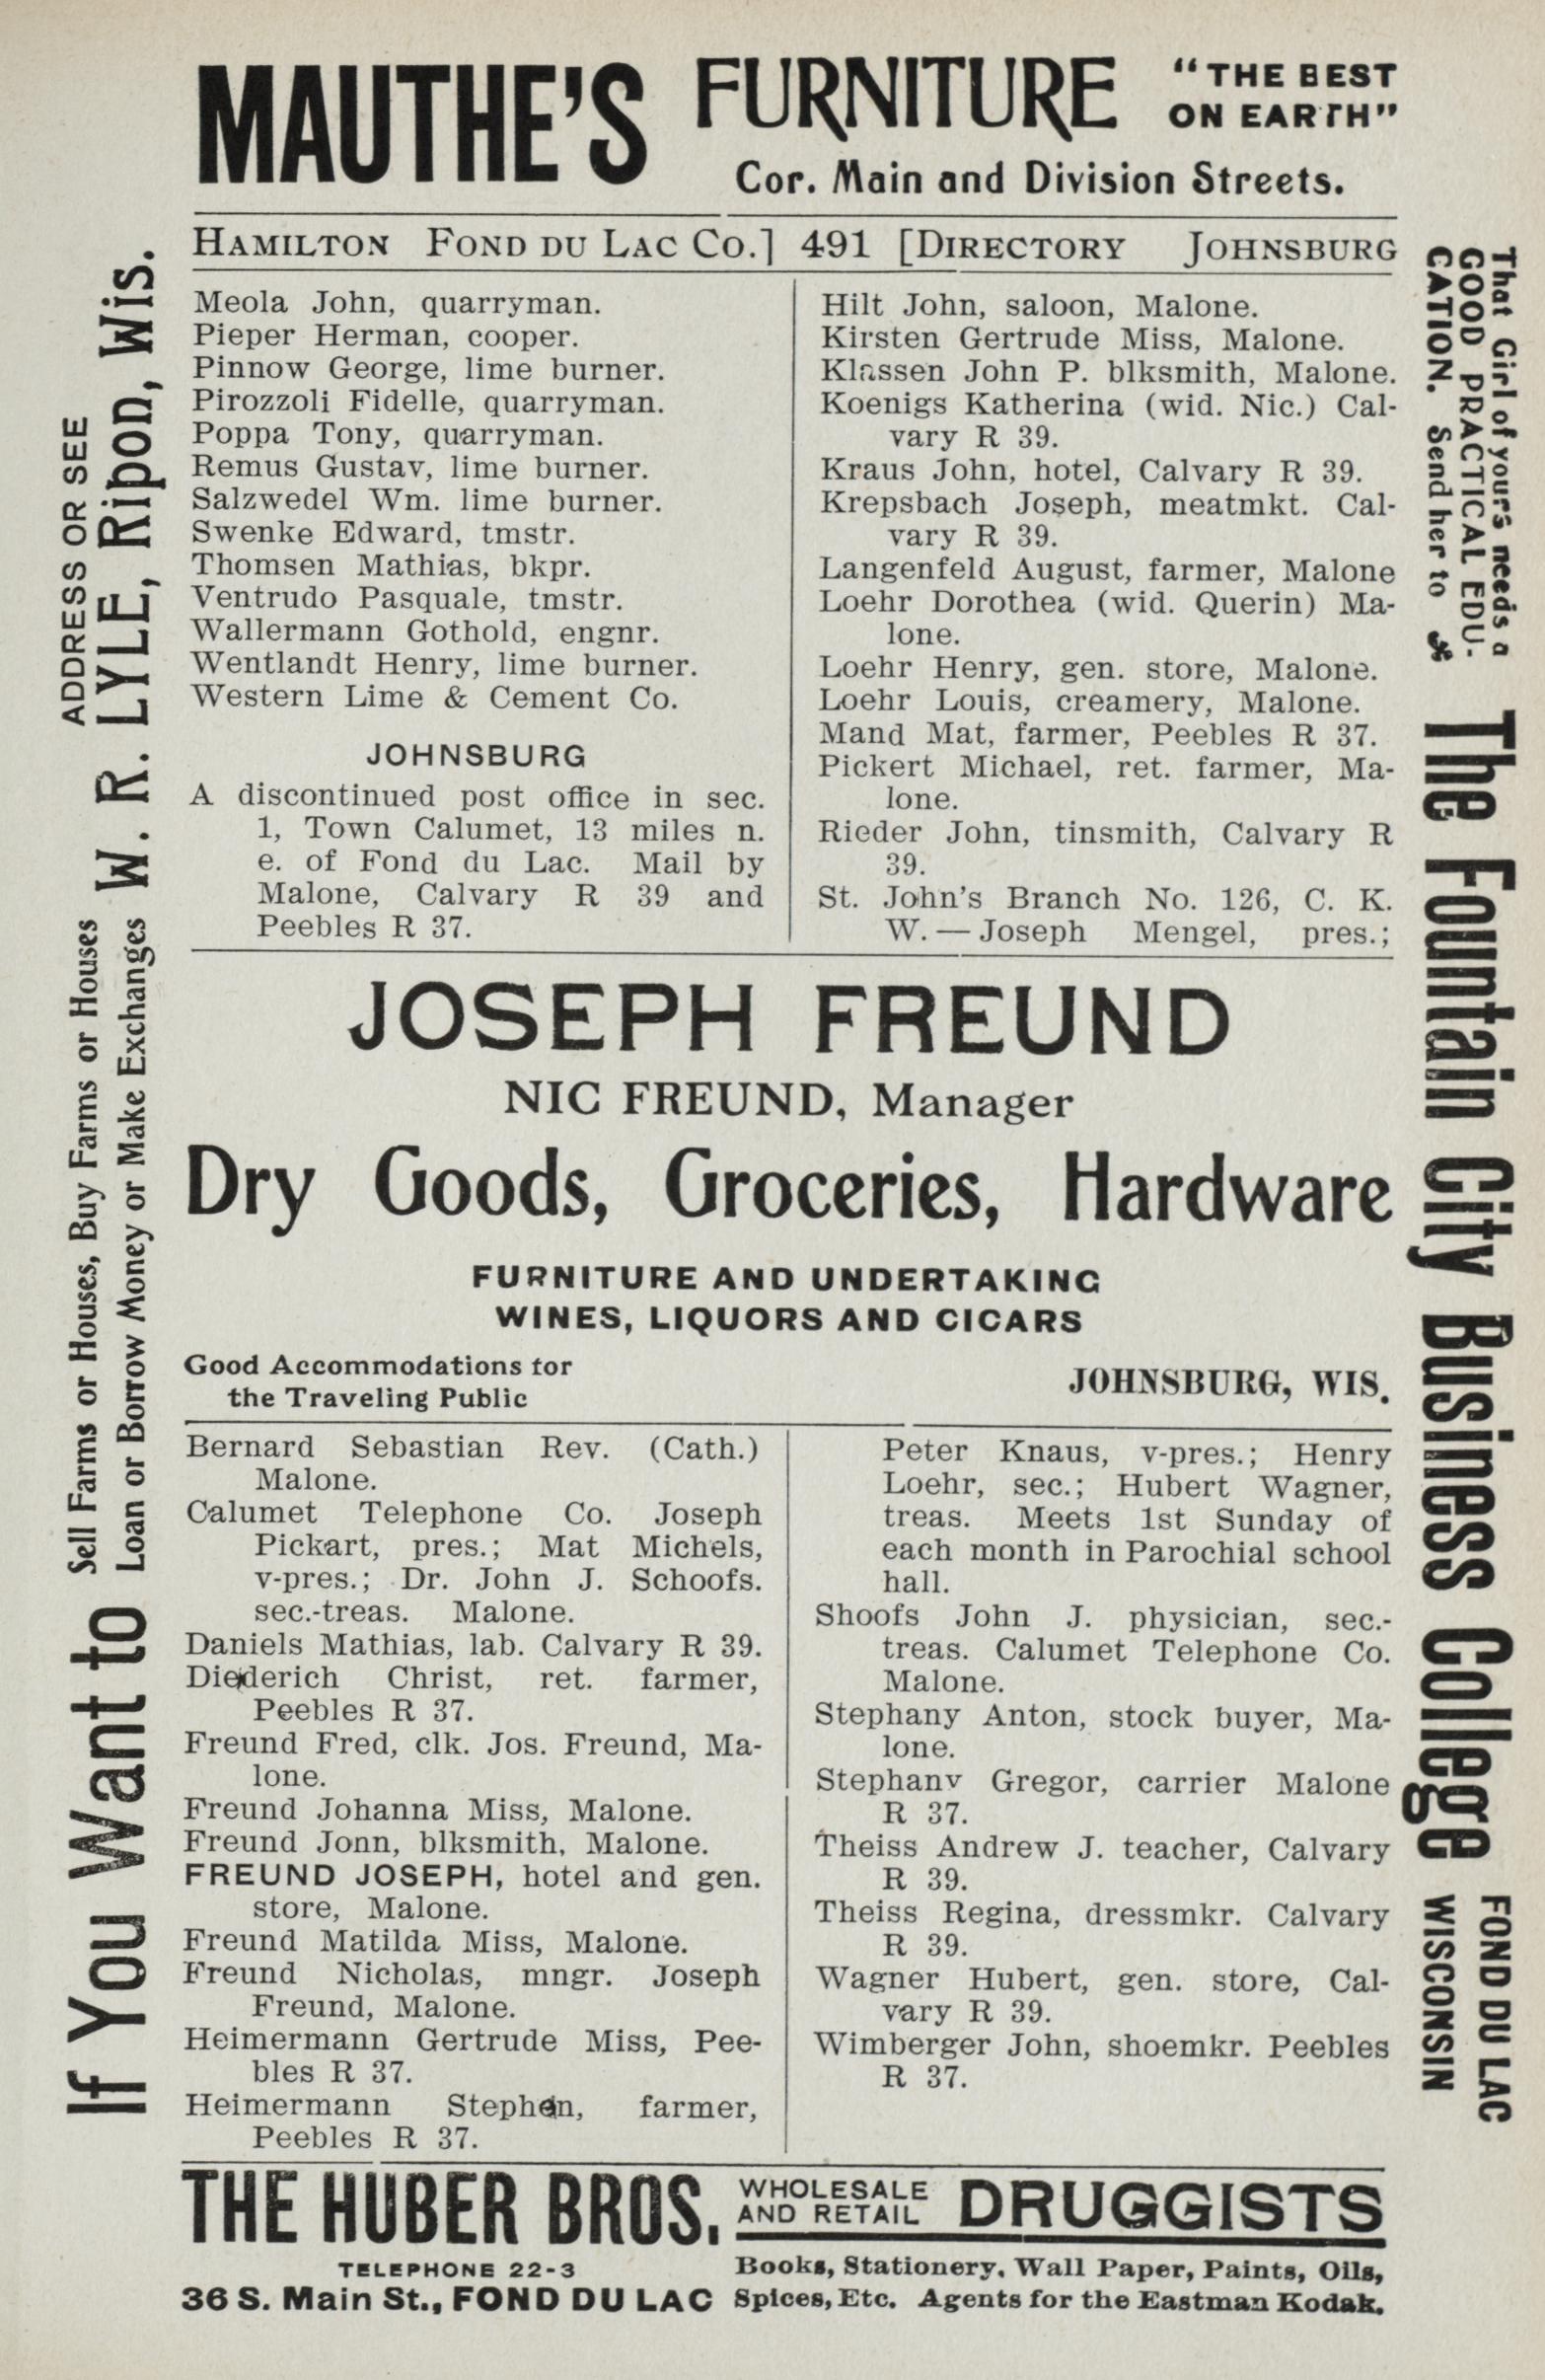 MAUTHE'S FURNITURE "THE BEST
ON EARTH"
Cor. Main and Division Streets.
HAMILTON FOND DU LAC CO.] 491 [DIRECTORY JOHNSBURG
Meola John, quarryman.
Pieper Herman, cooper.
Pinnow George, lime burner.
Pirozzoli Fidelle, quarryman.
Poppa Tony, quarryman.
Remus Gustav, lime burner.
Salzwedel Wm. lime burner.
Swenke Edward, tmstr.
Thomsen Mathias, bkpr.
Ventrudo Pasquale, tmstr.
Wallermann Gothold, engnr.
Wentlandt Henry, lime burner.
Western Lime & Cement Co.
JOHNSBURG
A discontinued post office in sec.
1, Town Calumet, 13 miles n.
e. of Fond du Lac. Mail by
Malone, Calvary R 39 and
Peebles R 37.
Hilt John, saloon, Malone.
Kirsten Gertrude Miss, Malone.
Klassen John P. blksmith, Malone.
Koenigs Katherina (wid. Nic.) Cal-
vary R 39.
Kraus John, hotel, Calvary R 39.
Krepsbach Joseph, meatmkt. Cal-
vary R 39.
Langenfeld August, farmer, Malone
Loehr Dorothea (wid. Querin) Ma-
lone.
Loehr Henry, gen. store, Malone.
Loehr Louis, creamery, Malone.
Mand Mat, farmer, Peebles R 37.
Pickert Michael, ret. farmer, Ma-
lone.
Rieder John, tinsmith, Calvary R
39.
St. John's Branch No. 126, C. K.
W.—Joseph Mengel, pres.;
JOSEPH FREUND
NIC FREUND, Manager
Dry Goods, Groceries, Hardware
FURNITURE AND UNDERTAKING
WINES, LIQUORS AND CIGARS
Good Accommodations for
the Traveling Public
JOHNSBURG, WIS.
Bernard Sebastian Rev. (Cath.)
Malone.
Calumet Telephone Co. Joseph
Pickart, pres.; Mat Michels,
v-pres.; Dr. John J. Schoofs.
sec.-treas. Malone.
Daniels Mathias, lab. Calvary R 39.
Diederich Christ, ret. farmer,
Peebles R 37.
Freund Fred, clk. Jos. Freund, Ma-
lone.
Freund Johanna Miss, Malone.
Freund Jonn, blksmith, Malone.
FREUND JOSEPH, hotel and gen.
store, Malone.
Freund Matilda Miss, Malone.
Freund Nicholas, mngr. Joseph
Freund, Malone.
Heimermann Gertrude Miss, Pee-
bles R 37.
Heimermann Stephen, farmer,
Peebles R 37.
Peter Knaus, v-pres.; Henry
Loehr, sec.; Hubert Wagner,
treas. Meets 1st Sunday of
each month in Parochial school
hall.
Shoofs John J. physician, sec.-
treas. Calumet Telephone Co.
Malone.
Stephany Anton, stock buyer, Ma-
lone.
Stephany Gregor, carrier Malone
R 37.
Theiss Andrew J. teacher, Calvary
R 39.
Theiss Regina, dressmkr. Calvary
R 39.
Wagner Hubert, gen. store, Cal-
vary R 39.
Wimberger John, shoemkr. Peebles
R 37.
THE HUBER BROS. WHOLESALE
AND RETAIL DRUGGISTS
TELEPHONE 22-3
36 S. Main St., FOND DU LAC
Books, Stationery, Wall Paper, Paints, Oils,
Spices, Etc. Agents for the Eastman Kodak.
If You Want to
Sell Farms or Houses, Buy Farms or Houses
Loan or Borrow Money or Make Exchanges
ADDRESS OR SEE
W. R. LYLE, Ripon, Wis.
That Girl of yours needs a
GOOD PRACTICAL EDU-
CATION. Send her to
The Fountain City Business College
FOND DU LAC
WISCONSIN